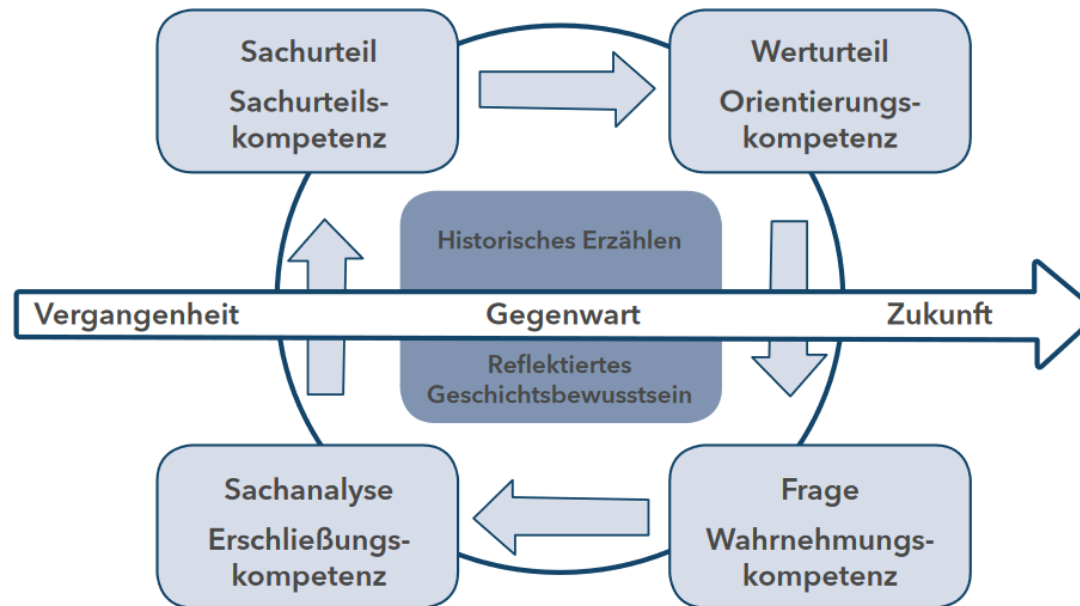 Sachurteil
Sachurteils-
kompetenz
Werturteil
Orientierungs-
kompetenz
Historisches Erzählen
Vergangenheit
Gegenwart
Zukunft
Reflektiertes
Geschichtsbewusstsein
Sachanalyse
Erschließungs-
kompetenz
Frage
Wahrnehmungs-
kompetenz